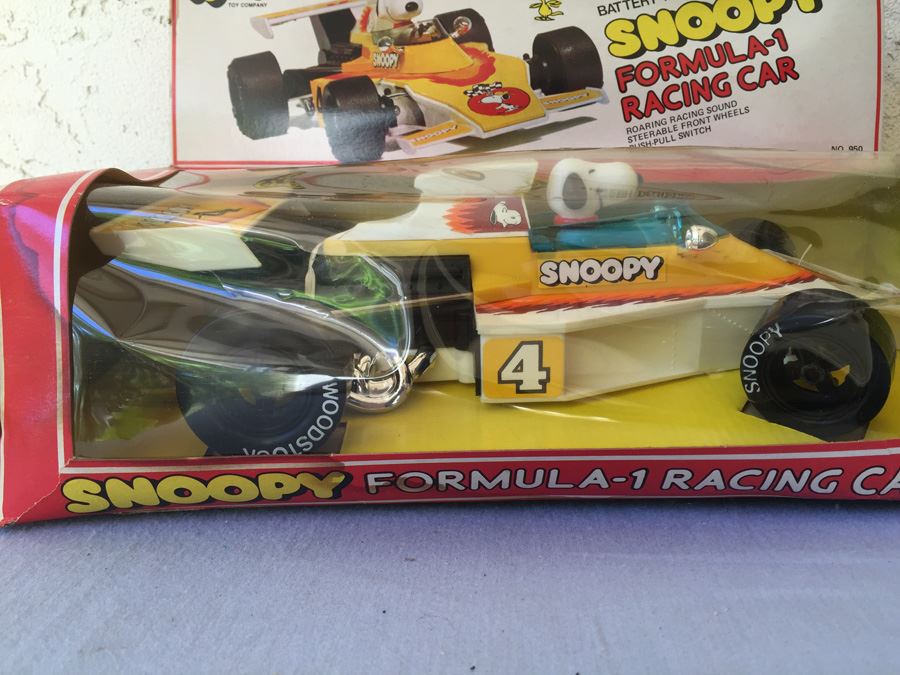 TOY COMPANY
BATTERY
SNOOPY
FORMULA-1
RACING CAR
ROARING RACING SOUND
STEERABLE FRONT WHEELS
PUSH-PULL SWITCH
NO. 950
SNOOPY
SNOOPY
4
SNOOPY
WOODSTOCK
SNOOPY FORMULA-1 RACING CA